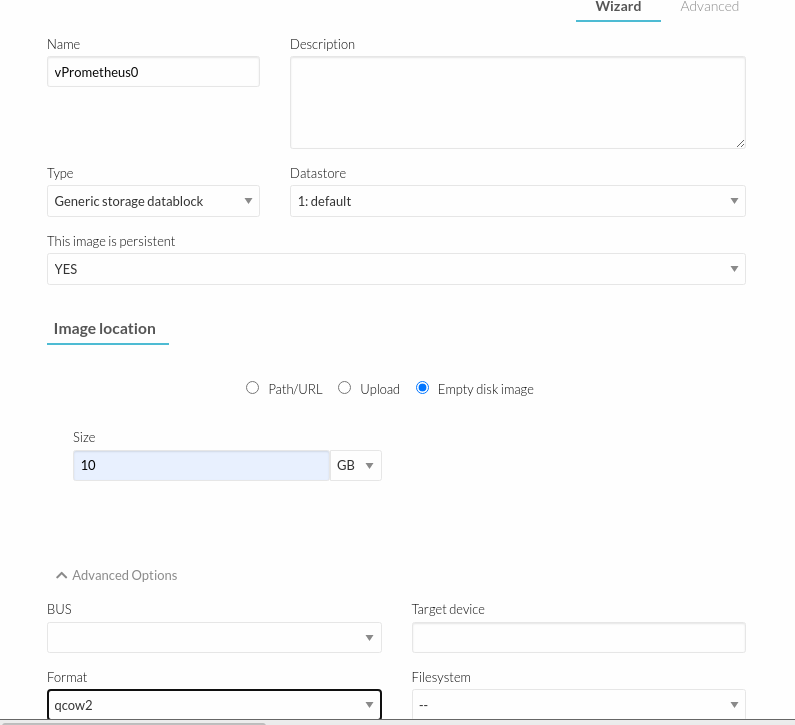 Wizard Advanced
Name Description
vPrometheus0
Type Datastore
Generic storage datablock 1: default
This image is persistent
YES
Image location
Path/URL Upload Empty disk image
Size
10 GB
Advanced Options
BUS Target device
Format Filesystem
qcow2 --